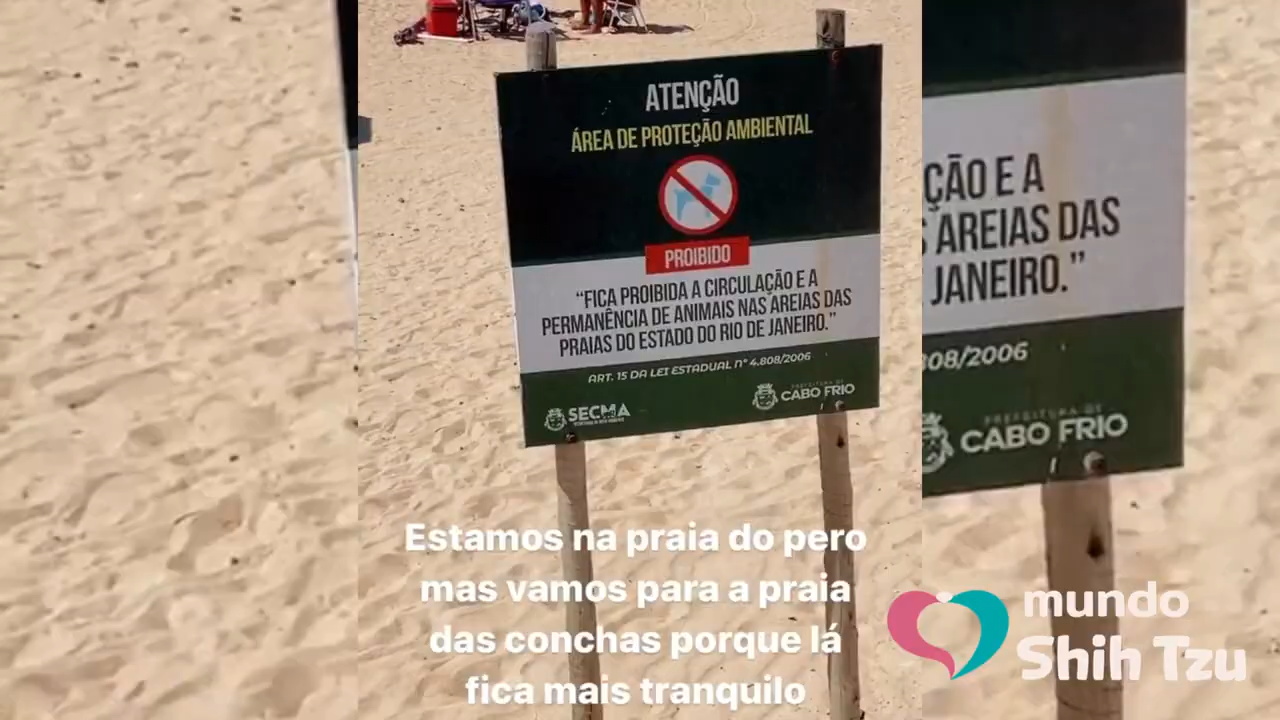 ATENÇÃO
ÁREA DE PROTEÇÃO AMBIENTAL
PROIBIDO
“FICA PROIBIDA A CIRCULAÇÃO E A
PERMANÊNCIA DE ANIMAIS NAS AREIAS DAS
PRAIAS DO ESTADO DO RIO DE JANEIRO.”
ART. 15 DA LEI ESTADUAL nº 4.808/2006
SECMA
PREFEITURA DE
CABO FRIO
Estamos na praia do pero
mas vamos para a praia
das conchas porque lá
fica mais tranquilo
ÇÃO E A
AREIAS DAS
JANEIRO.”
808/2006
PREFEITURA DE
CABO FRIO
mundo
Shih Tzu